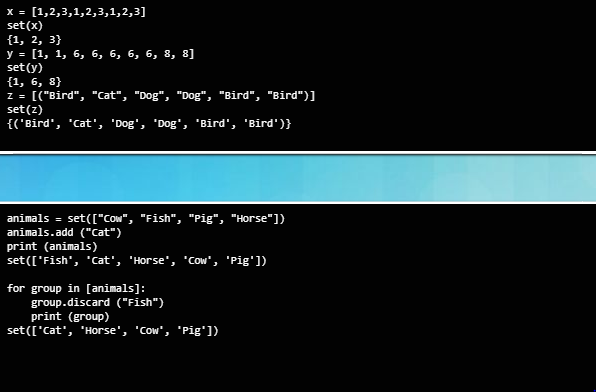 x = [1,2,3,1,2,3,1,2,3]
set(x)
{1, 2, 3}
y = [1, 1, 6, 6, 6, 6, 6, 8, 8]
set(y)
{1, 6, 8}
z = [("Bird", "Cat", "Dog", "Dog", "Bird", "Bird")]
set(z)
{('Bird', 'Cat', 'Dog', 'Dog', 'Bird', 'Bird')}
animals = set(["Cow", "Fish", "Pig", "Horse"])
animals.add ("Cat")
print (animals)
set(['Fish', 'Cat', 'Horse', 'Cow', 'Pig'])
for group in [animals]:
    group.discard ("Fish")
    print (group)
set(['Cat', 'Horse', 'Cow', 'Pig'])